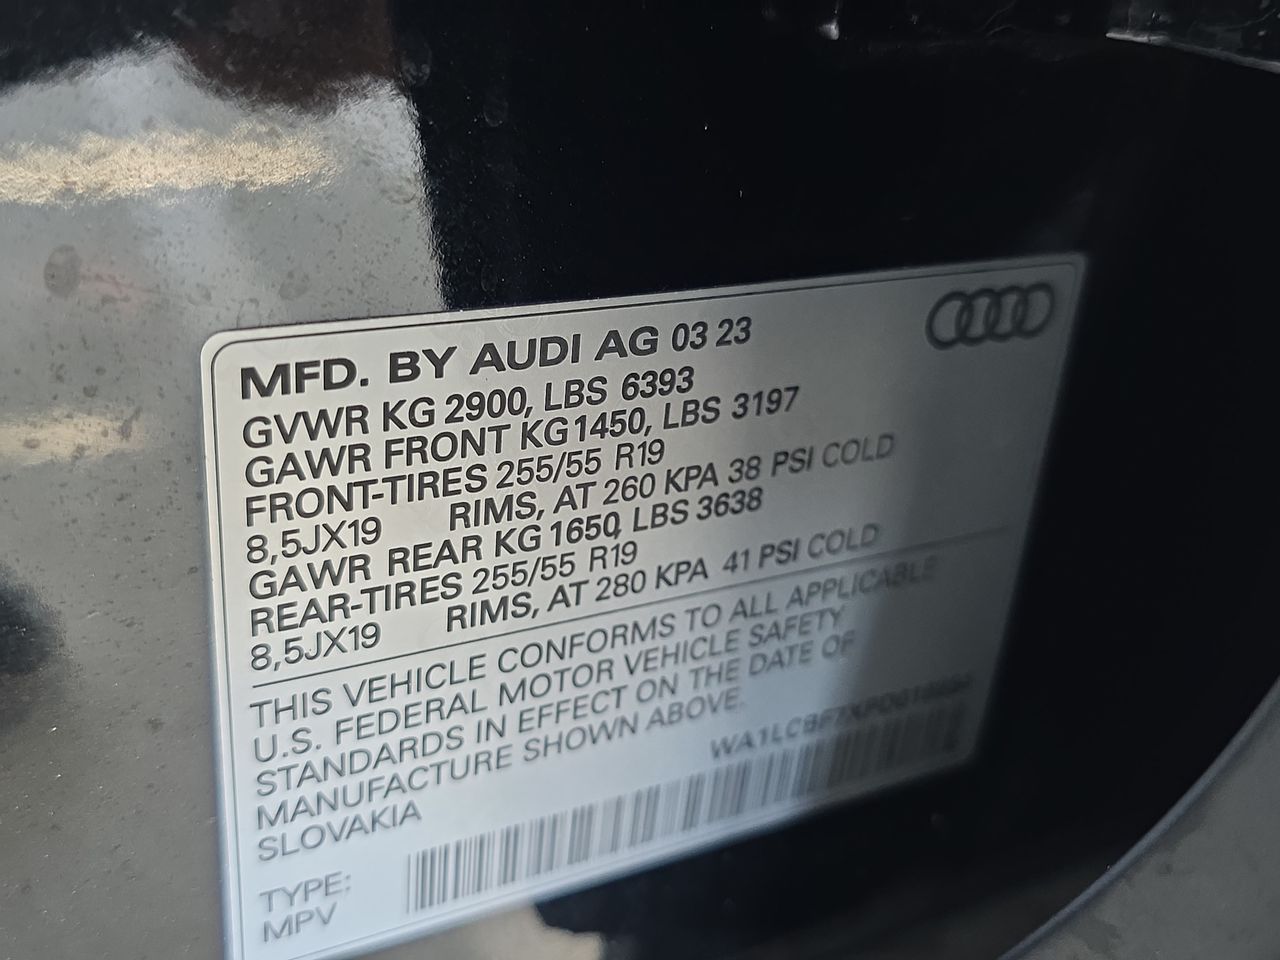 MFD. BY AUDI AG 03 23
GVWR KG 2900, LBS 6393
GAWR FRONT KG 1450, LBS 3197
FRONT-TIRES 255/55 R19
8,5JX19 RIMS, AT 260 KPA 38 PSI COLD
GAWR REAR KG 1650, LBS 3638
REAR-TIRES 255/55 R19
8,5JX19 RIMS, AT 280 KPA 41 PSI COLD
THIS VEHICLE CONFORMS TO ALL APPLICABLE
U.S. FEDERAL MOTOR VEHICLE SAFETY
STANDARDS IN EFFECT ON THE DATE OF
MANUFACTURE SHOWN ABOVE.
SLOVAKIA
TYPE:
MPV